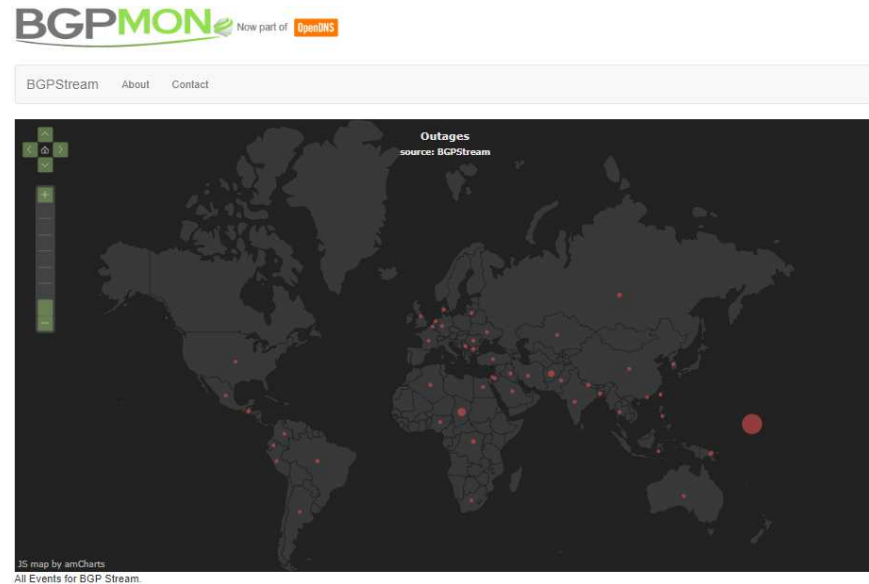 BGPMON Now part of OpenDNS
BGPStream About Contact
Outages
source: BGPStream
+
−
JS map by amCharts
All Events for BGP Stream.